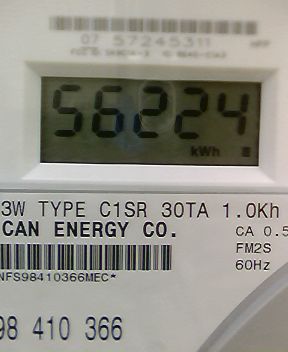 07 57245311
56224
kWh
3W TYPE C1SR 30TA 1.0Kh
CAN ENERGY CO. CA 0.5
FM2S
60Hz
NFS98410366MEC*
98 410 366